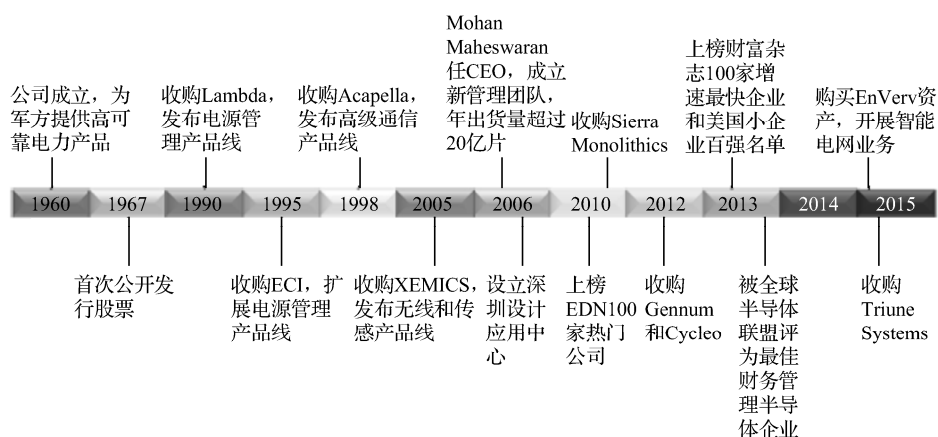 公司成立，为
军方提供高可
靠电力产品
收购Lambda，
发布电源管
理产品线
收购Acapella，
发布高级通信
产品线
Mohan
Maheswaran
任CEO，成立
新管理团队，
年出货量超过
20亿片
收购Sierra
Monolithics
上榜财富杂
志100家增
速最快企业
和美国小企
业百强名单
购买EnVerv资
产，开展智能
电网业务
1960
1967
1990
1995
1998
2005
2006
2010
2012
2013
2014
2015
首次公开发
行股票
收购ECI，扩
展电源管理
产品线
收购XEMICS，
发布无线和传
感产品线
设立深
圳设计
应用中
心
上榜
EDN100
家热门
公司
收购
Gennum
和Cycleo
被全球
半导体
联盟评
为最佳
财务管
理半导
体企业
收购
Triune
Systems